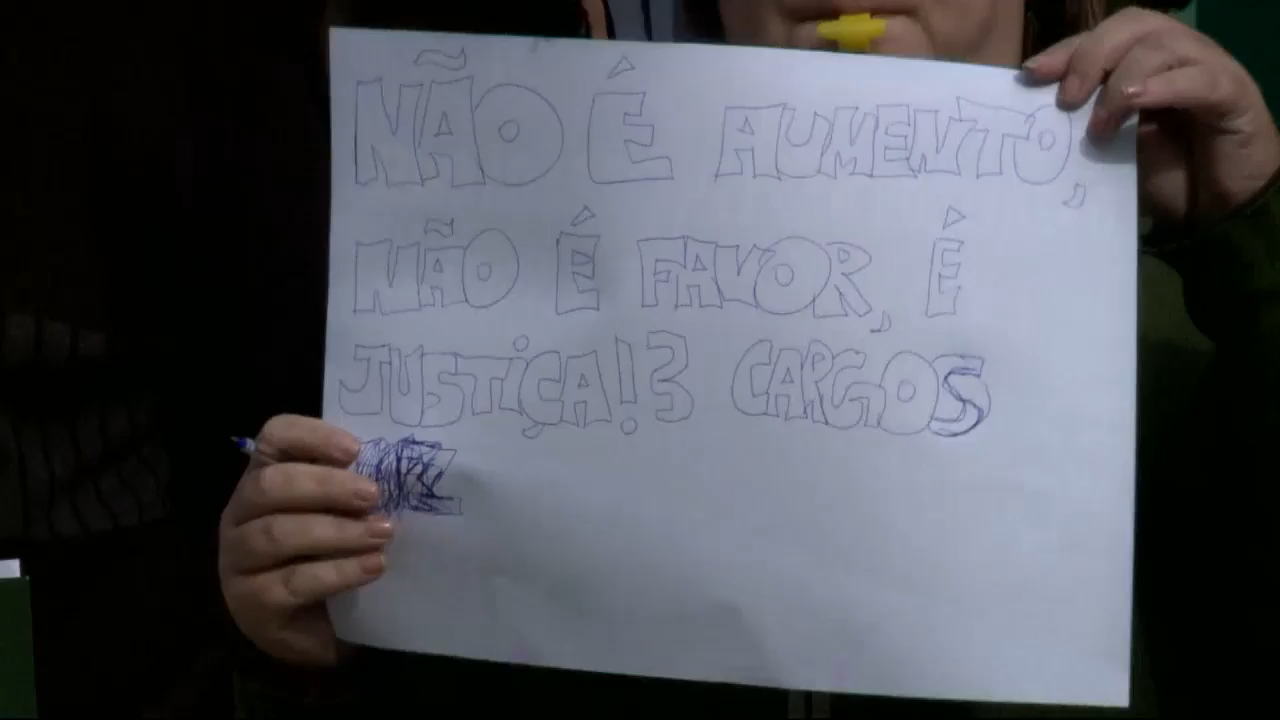 NÃO É AUMENTO,
NÃO É FAVOR, É
JUSTIÇA! 3 CARGOS